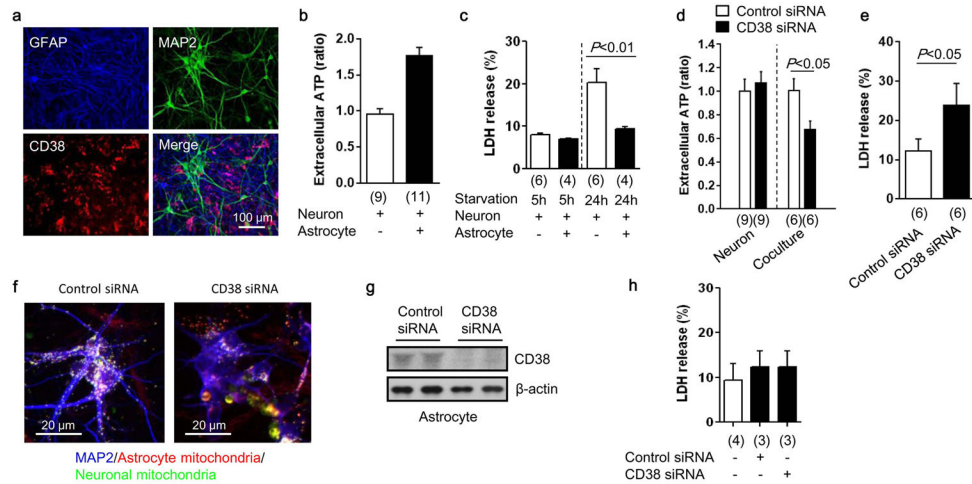 a
GFAP
MAP2
CD38
Merge
100 µm
b
Extracellular ATP (ratio)
2.0
1.5
1.0
0.5
0.0
(9) (11)
Neuron + +
Astrocyte - +
c
LDH release (%)
30
20
10
0
P<0.01
(6) (4) (6) (4)
Starvation 5h 5h 24h 24h
Neuron + + + +
Astrocyte - + - +
d
Control siRNA
CD38 siRNA
Extracellular ATP (ratio)
1.4
1.2
1.0
0.8
0.6
0.4
0.2
0.0
P<0.05
(9)(9) (6)(6)
Neuron
Coculture
e
LDH release (%)
40
30
20
10
0
P<0.05
(6) (6)
Control siRNA
CD38 siRNA
f
Control siRNA
CD38 siRNA
20 µm
20 µm
MAP2/Astrocyte mitochondria/
Neuronal mitochondria
g
Control
siRNA
CD38
siRNA
CD38
β-actin
Astrocyte
h
LDH release (%)
30
20
10
0
(4) (3) (3)
Control siRNA - + -
CD38 siRNA - - +